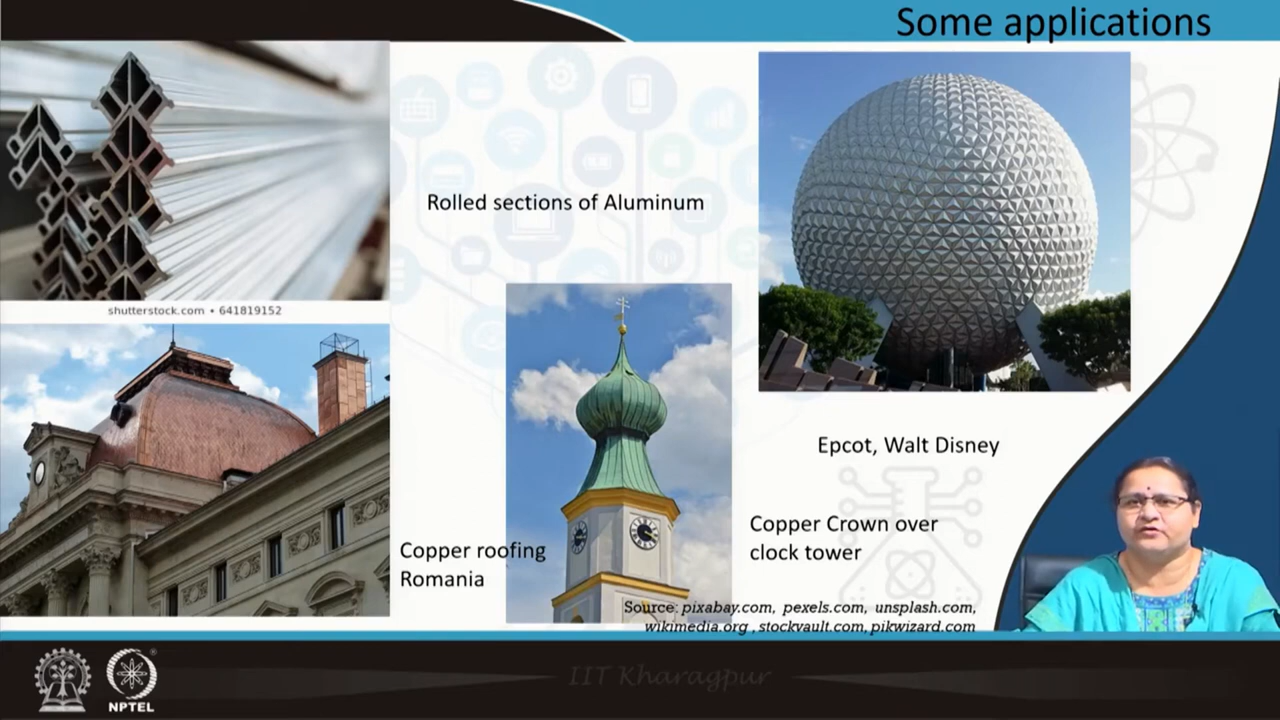 Some applications
Rolled sections of Aluminum
shutterstock.com • 641819152
Epcot, Walt Disney
Copper roofing
Romania
Copper Crown over
clock tower
Source: pixabay.com, pexels.com, unsplash.com,
wikimedia.org , stockvault.com, pikwizard.com
IIT Kharagpur
NPTEL